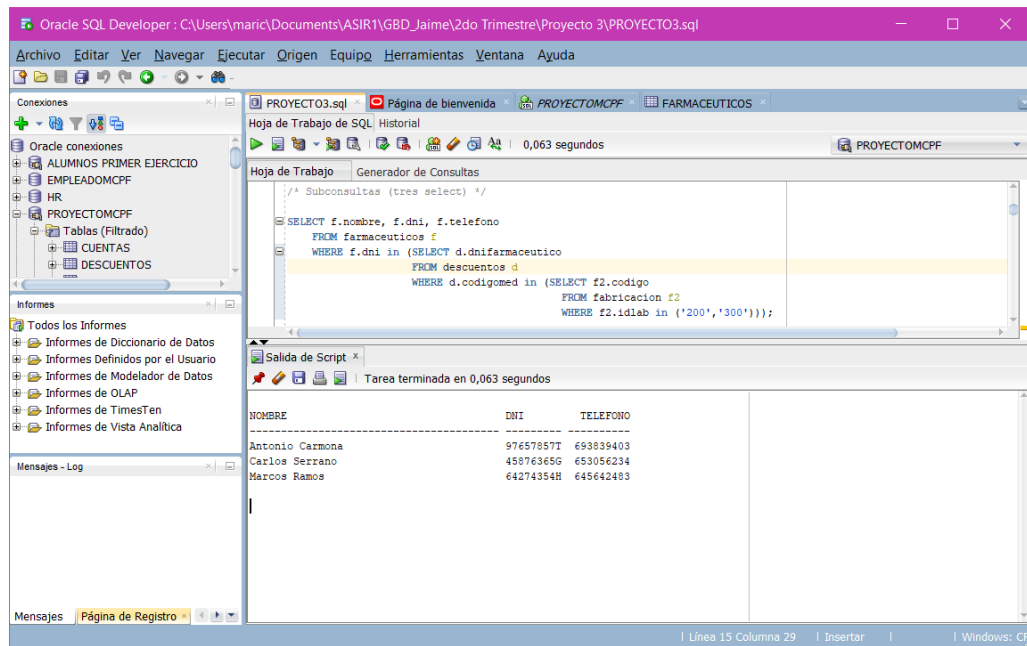 Oracle SQL Developer : C:\Users\maric\Documents\ASIR1\GBD_Jaime\2do Trimestre\Proyecto 3\PROYECTO3.sql
Archivo Editar Ver Navegar Ejecutar Origen Equipo Herramientas Ventana Ayuda
Conexiones
Oracle conexiones
ALUMNOS PRIMER EJERCICIO
EMPLEADOMCPF
HR
PROYECTOMCPF
Tablas (Filtrado)
CUENTAS
DESCUENTOS
Informes
Todos los Informes
Informes de Diccionario de Datos
Informes Definidos por el Usuario
Informes de Modelador de Datos
Informes de OLAP
Informes de TimesTen
Informes de Vista Analítica
Mensajes - Log
Mensajes Página de Registro
PROYECTO3.sql Página de bienvenida PROYECTOMCPF FARMACEUTICOS
Hoja de Trabajo de SQL Historial
0,063 segundos PROYECTOMCPF
Hoja de Trabajo Generador de Consultas
/* Subconsultas (tres select) */
SELECT f.nombre, f.dni, f.telefono
FROM farmaceuticos f
WHERE f.dni in (SELECT d.dnifarmaceutico
FROM descuentos d
WHERE d.codigomed in (SELECT f2.codigo
FROM fabricacion f2
WHERE f2.idlab in ('200','300')));
Salida de Script
Tarea terminada en 0,063 segundos
NOMBRE DNI TELEFONO
---------------------------------------- --------- ----------
Antonio Carmona 97657857T 693839403
Carlos Serrano 45876365G 653056234
Marcos Ramos 64274354H 645642483
Línea 15 Columna 29 | Insertar | | Windows: CR